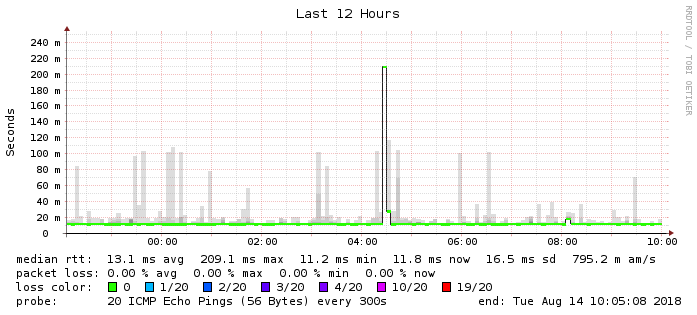 Last 12 Hours
RRDTOOL / TOBI OETIKER
Seconds
240 m
220 m
200 m
180 m
160 m
140 m
120 m
100 m
80 m
60 m
40 m
20 m
0
00:00 02:00 04:00 06:00 08:00 10:00
median rtt: 13.1 ms avg 209.1 ms max 11.2 ms min 11.8 ms now 16.5 ms sd 795.2 m am/s
packet loss: 0.00 % avg 0.00 % max 0.00 % min 0.00 % now
loss color: 0 1/20 2/20 3/20 4/20 10/20 19/20
probe: 20 ICMP Echo Pings (56 Bytes) every 300s end: Tue Aug 14 10:05:08 2018